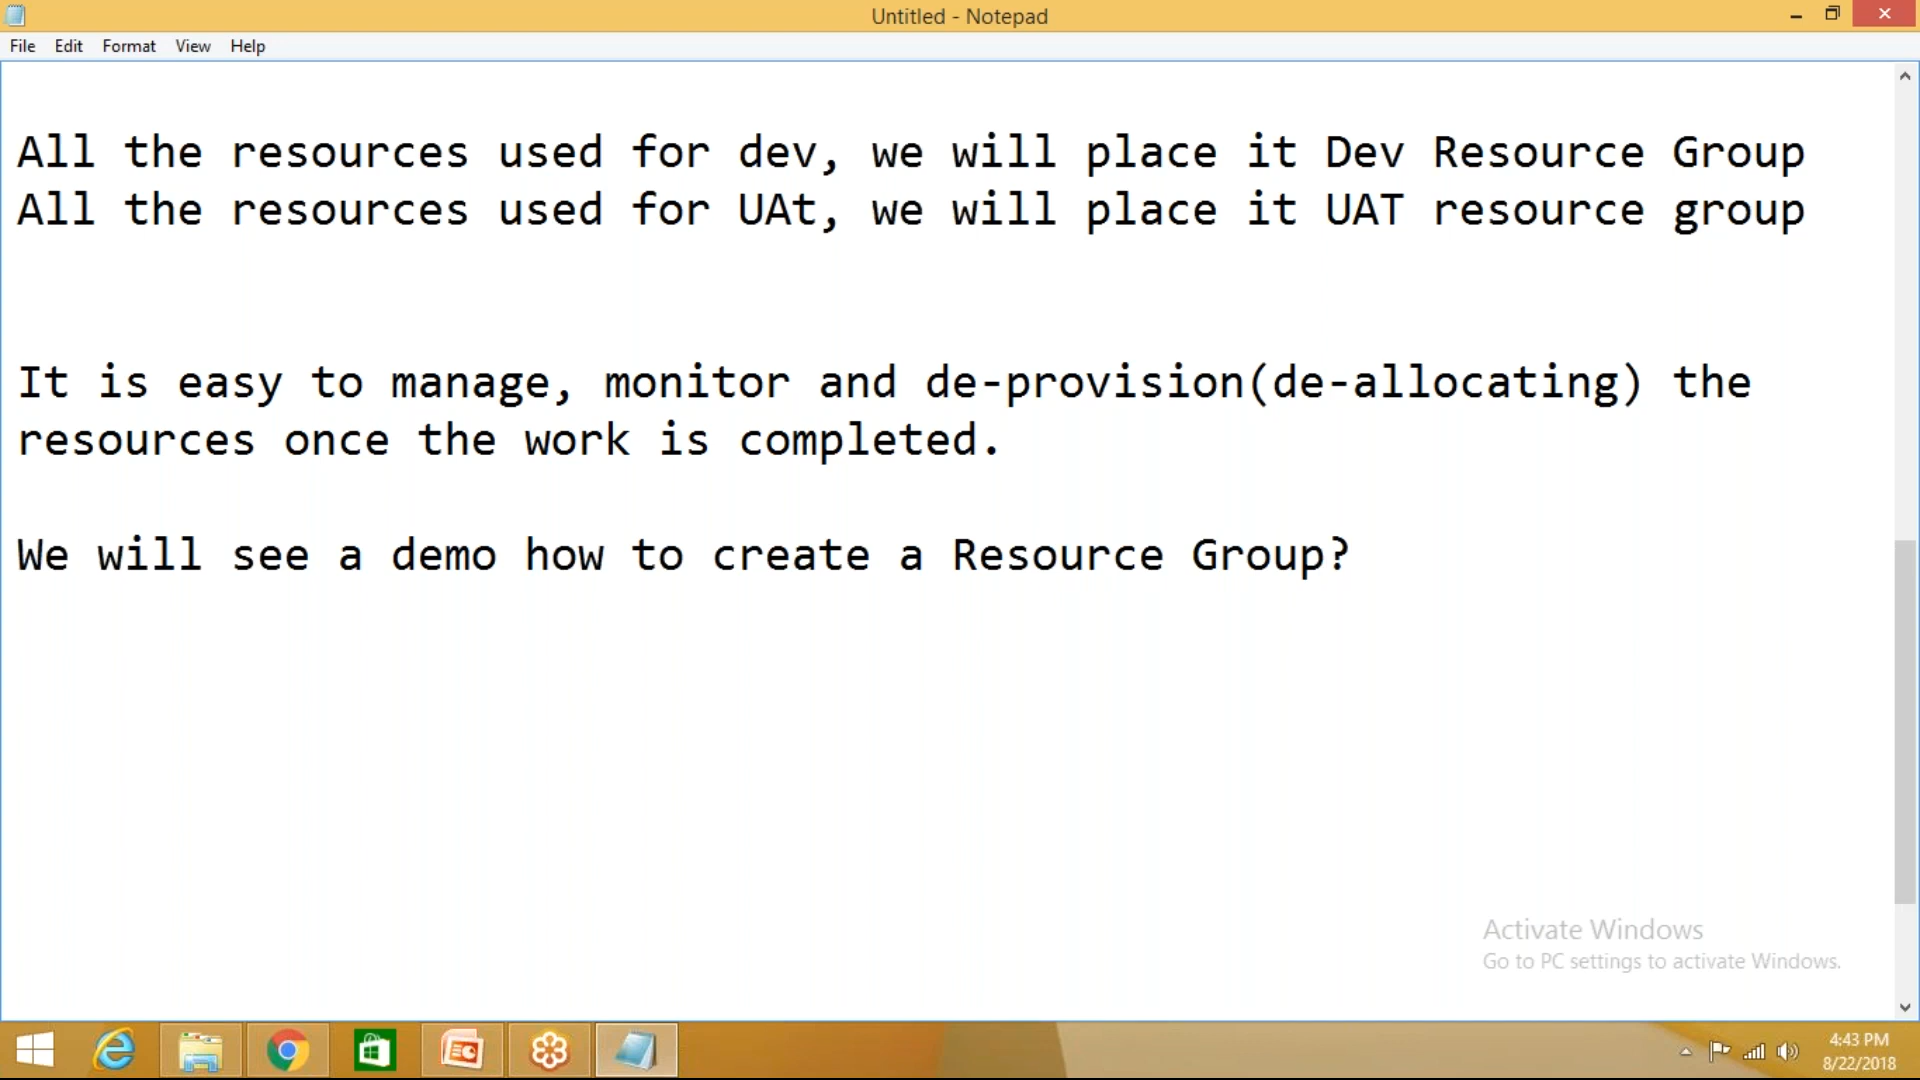 Untitled - Notepad
File Edit Format View Help
All the resources used for dev, we will place it Dev Resource Group
All the resources used for UAt, we will place it UAT resource group
It is easy to manage, monitor and de-provision(de-allocating) the
resources once the work is completed.
We will see a demo how to create a Resource Group?
Activate Windows
Go to PC settings to activate Windows.
4:43 PM
8/22/2018